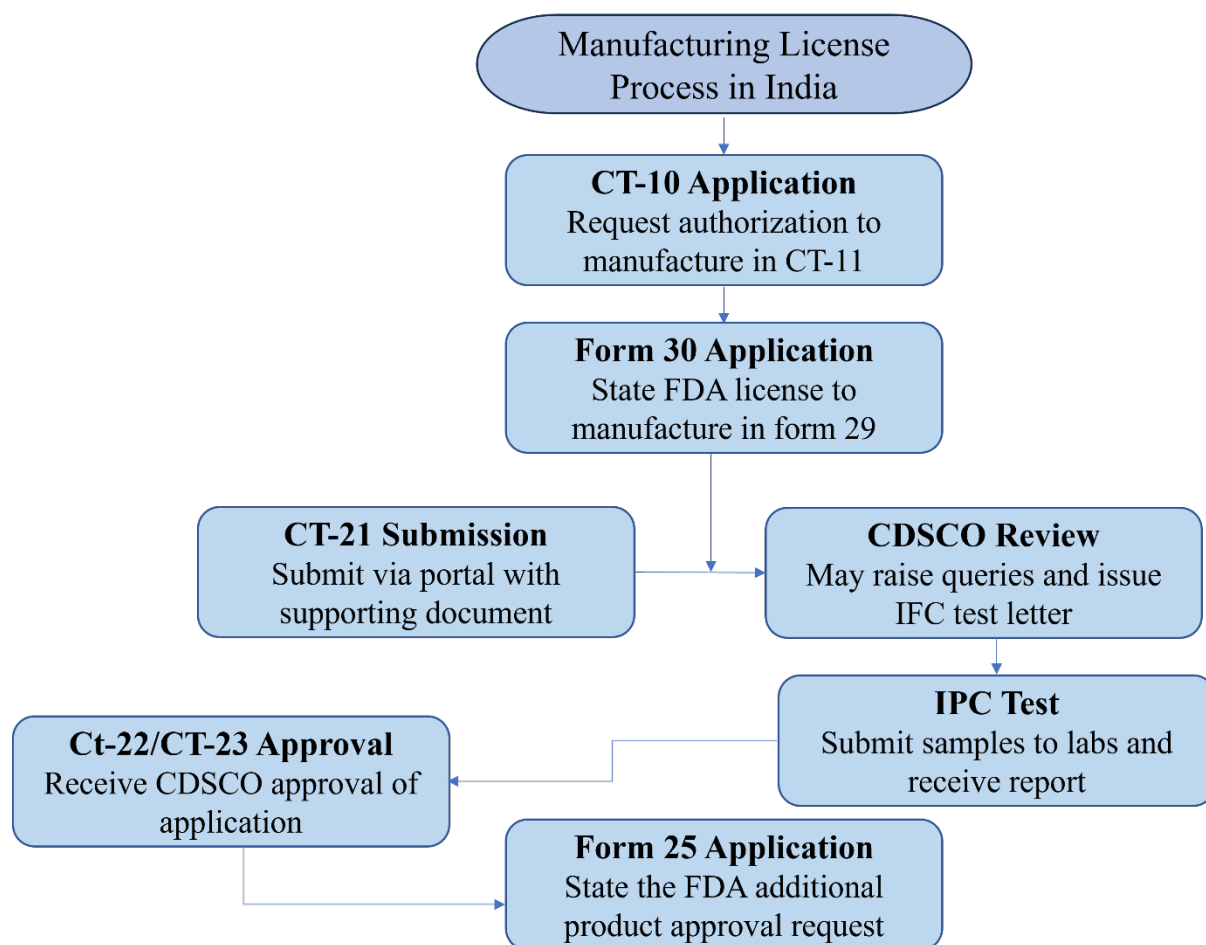 Manufacturing License
Process in India
CT-10 Application
Request authorization to
manufacture in CT-11
Form 30 Application
State FDA license to
manufacture in form 29
CT-21 Submission
Submit via portal with
supporting document
CDSCO Review
May raise queries and issue
IFC test letter
IPC Test
Submit samples to labs and
receive report
Ct-22/CT-23 Approval
Receive CDSCO approval of
application
Form 25 Application
State the FDA additional
product approval request